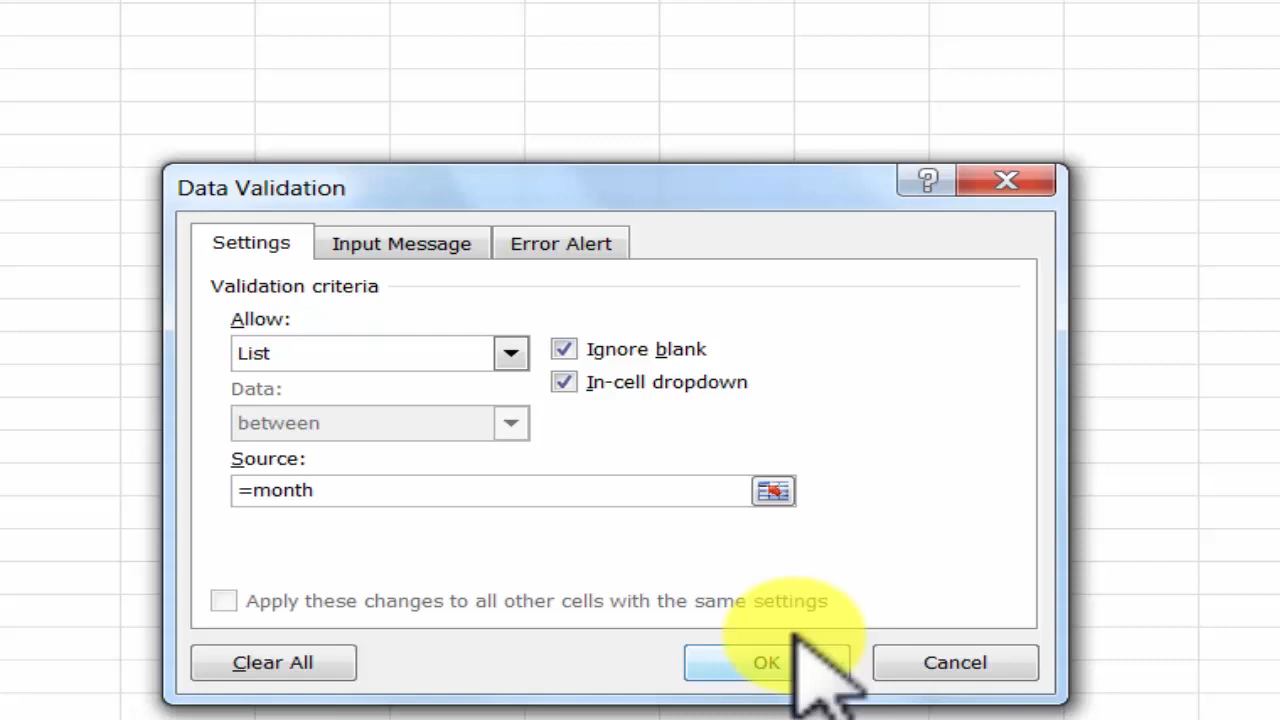 Data Validation
Settings Input Message Error Alert
Validation criteria
Allow:
List
Ignore blank
Data:
In-cell dropdown
between
Source:
=month
Apply these changes to all other cells with the same settings
Clear All OK Cancel